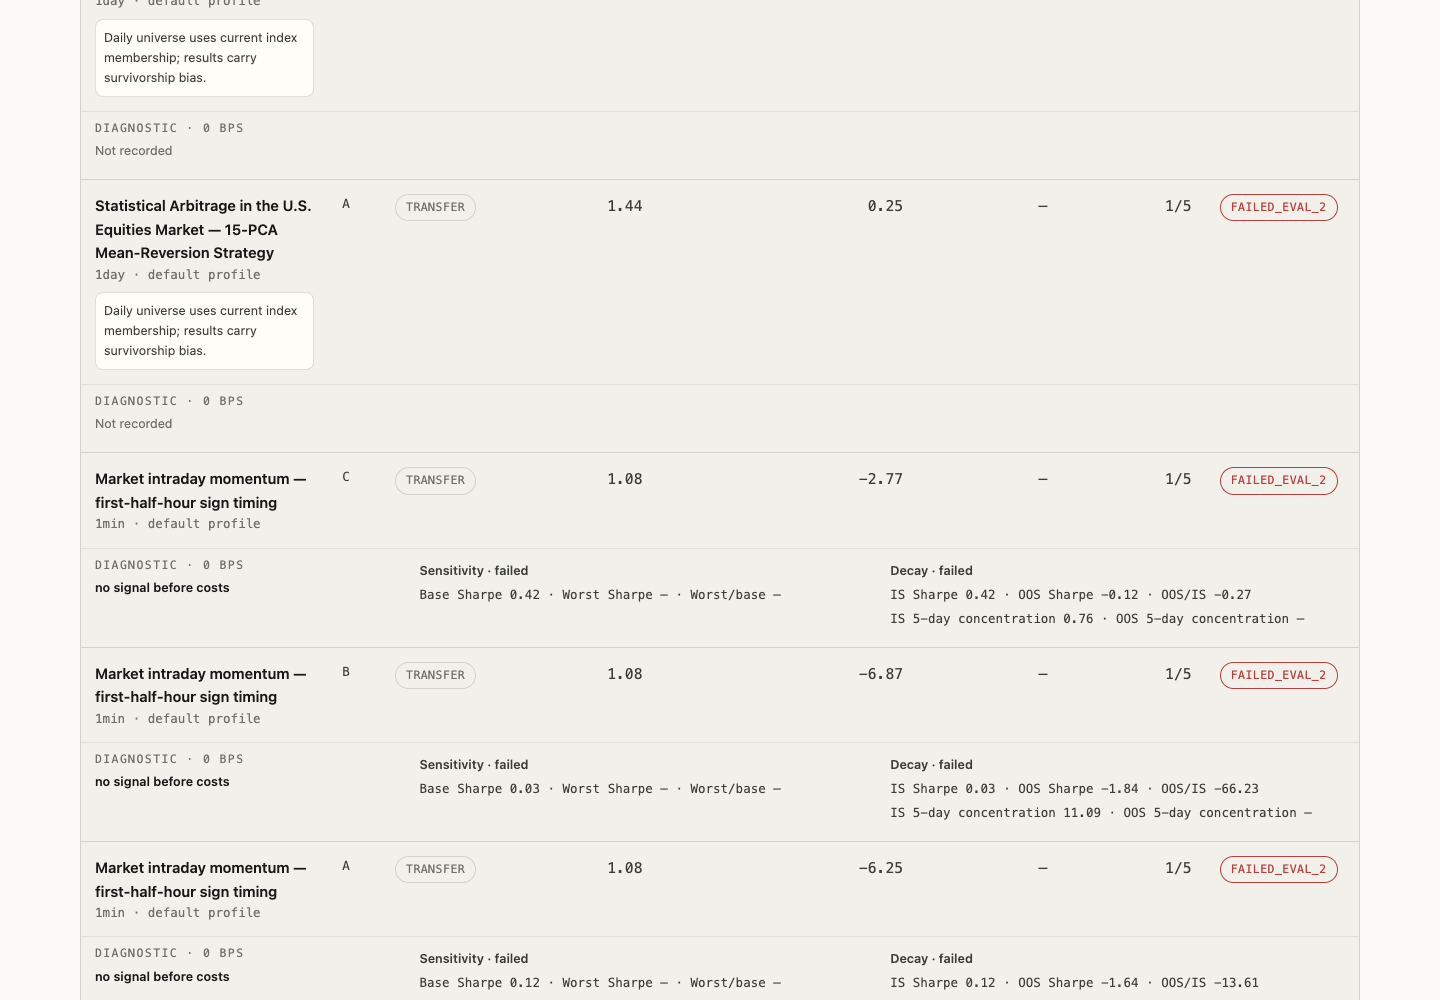 1day · default profile
Daily universe uses current index
membership; results carry
survivorship bias.
DIAGNOSTIC · 0 BPS
Not recorded
Statistical Arbitrage in the U.S. A TRANSFER 1.44 0.25 — 1/5 FAILED_EVAL_2
Equities Market — 15-PCA
Mean-Reversion Strategy
1day · default profile
Daily universe uses current index
membership; results carry
survivorship bias.
DIAGNOSTIC · 0 BPS
Not recorded
Market intraday momentum — C TRANSFER 1.08 −2.77 — 1/5 FAILED_EVAL_2
first-half-hour sign timing
1min · default profile
DIAGNOSTIC · 0 BPS
no signal before costs
Sensitivity · failed
Base Sharpe 0.42 · Worst Sharpe — · Worst/base —
Decay · failed
IS Sharpe 0.42 · OOS Sharpe −0.12 · OOS/IS −0.27
IS 5-day concentration 0.76 · OOS 5-day concentration —
Market intraday momentum — B TRANSFER 1.08 −6.87 — 1/5 FAILED_EVAL_2
first-half-hour sign timing
1min · default profile
DIAGNOSTIC · 0 BPS
no signal before costs
Sensitivity · failed
Base Sharpe 0.03 · Worst Sharpe — · Worst/base —
Decay · failed
IS Sharpe 0.03 · OOS Sharpe −1.84 · OOS/IS −66.23
IS 5-day concentration 11.09 · OOS 5-day concentration —
Market intraday momentum — A TRANSFER 1.08 −6.25 — 1/5 FAILED_EVAL_2
first-half-hour sign timing
1min · default profile
DIAGNOSTIC · 0 BPS
no signal before costs
Sensitivity · failed
Base Sharpe 0.12 · Worst Sharpe — · Worst/base —
Decay · failed
IS Sharpe 0.12 · OOS Sharpe −1.64 · OOS/IS −13.61